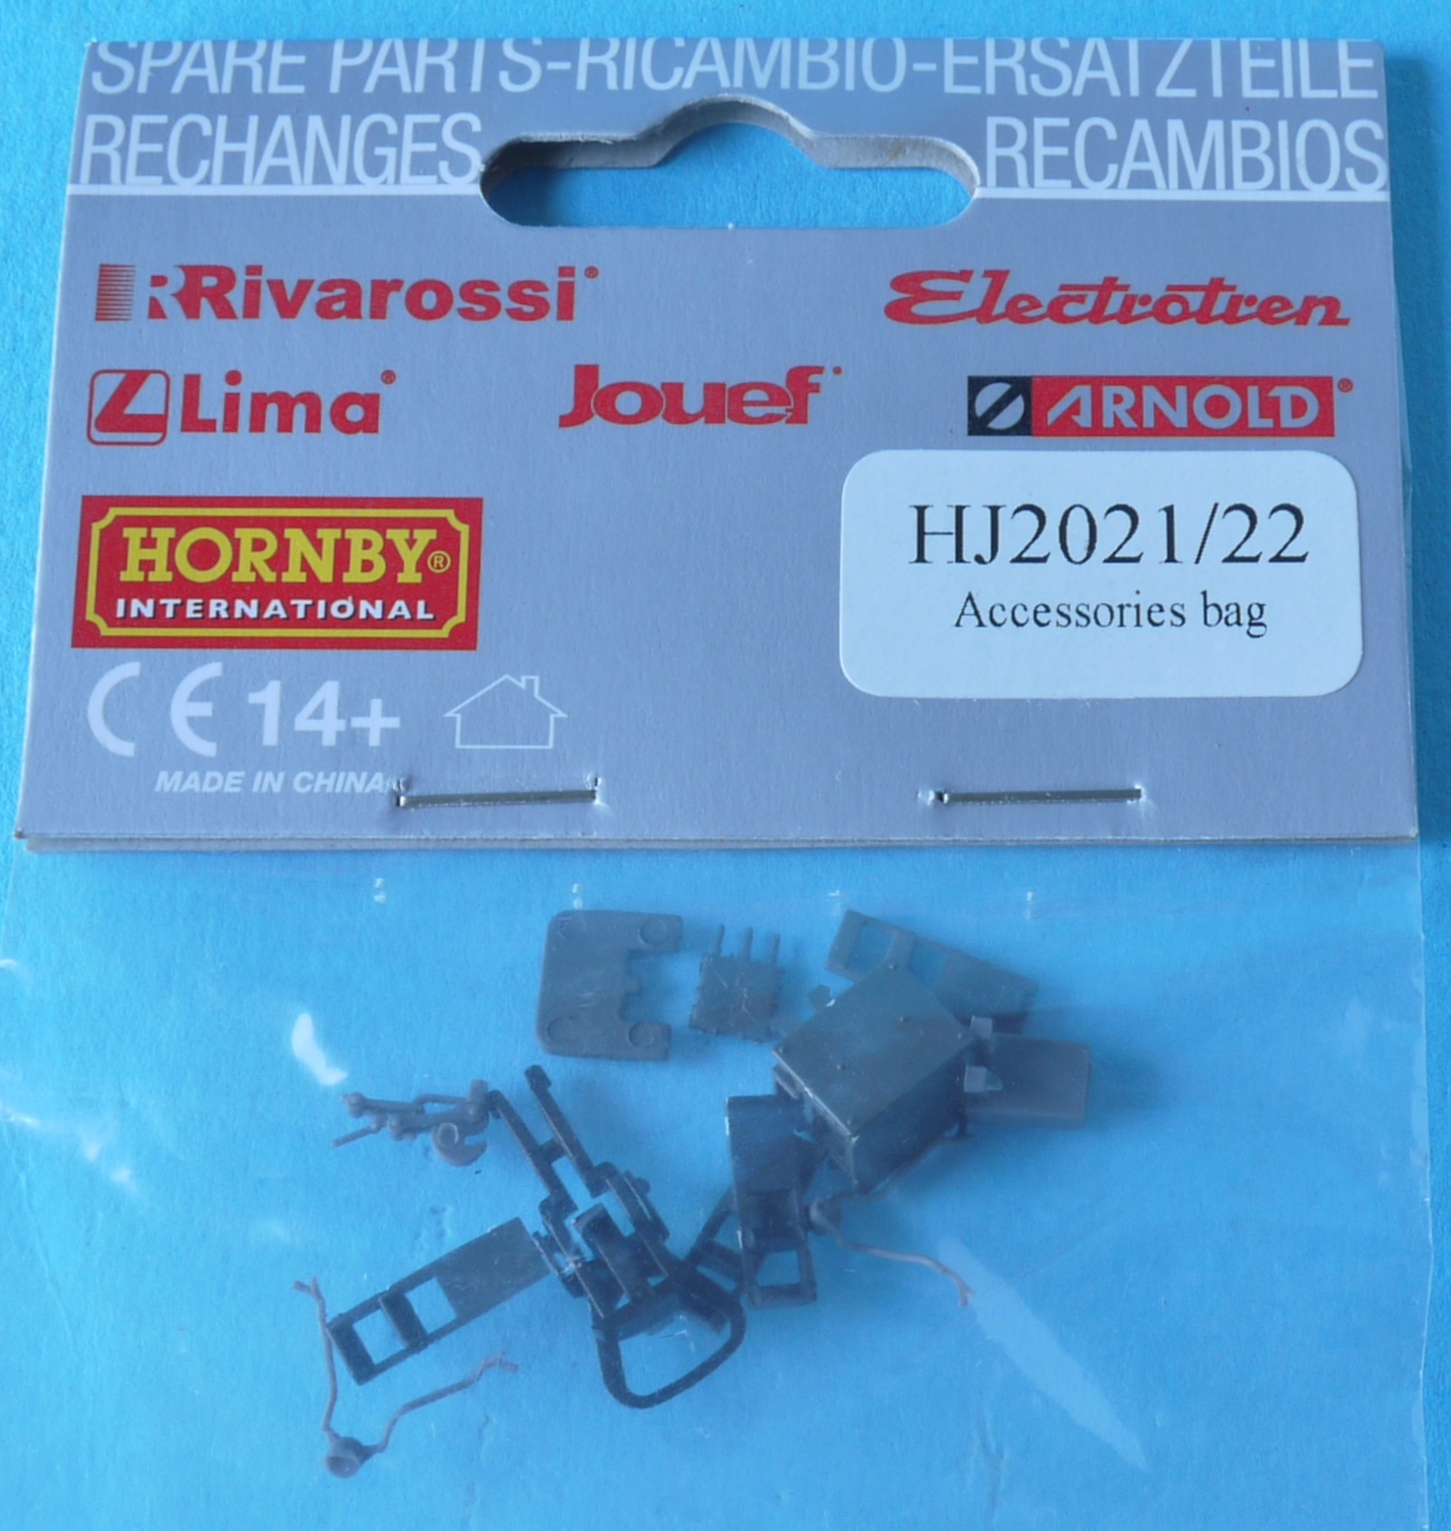 SPARE PARTS-RICAMBIO-ERSATZTEILE
RECHANGES RECAMBIOS
Rivarossi® Electrotren
Lima® Jouef® ARNOLD®
HORNBY®
INTERNATIONAL
HJ2021/22
Accessories bag
CE 14+
MADE IN CHINA